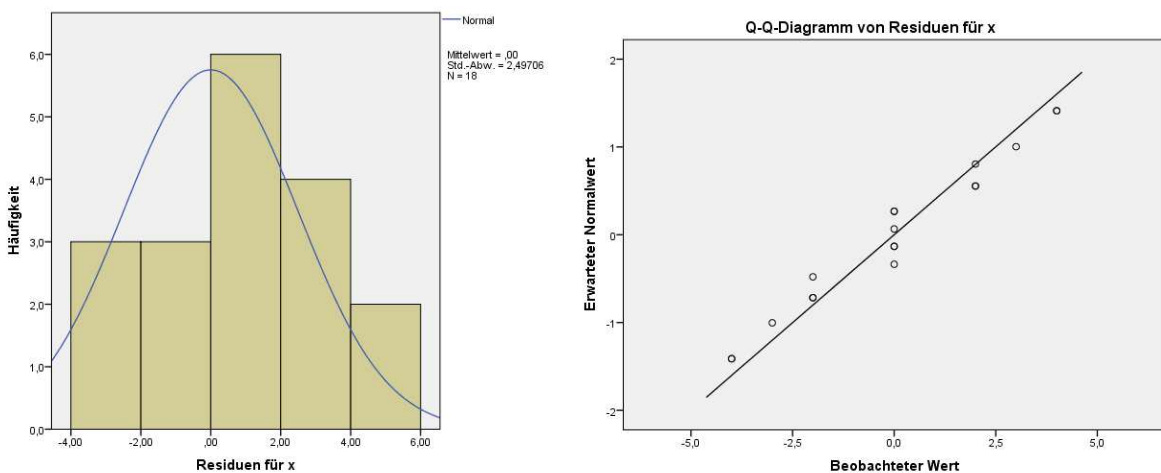 Normal
Mittelwert = ,00
Std.-Abw. = 2,49706
N = 18
Häufigkeit
6,0
5,0
4,0
3,0
2,0
1,0
0,0
-4,00 -2,00 ,00 2,00 4,00 6,00
Residuen für x
Q-Q-Diagramm von Residuen für x
Erwarteter Normalwert
2
1
0
-1
-2
-5,0 -2,5 0,0 2,5 5,0
Beobachteter Wert